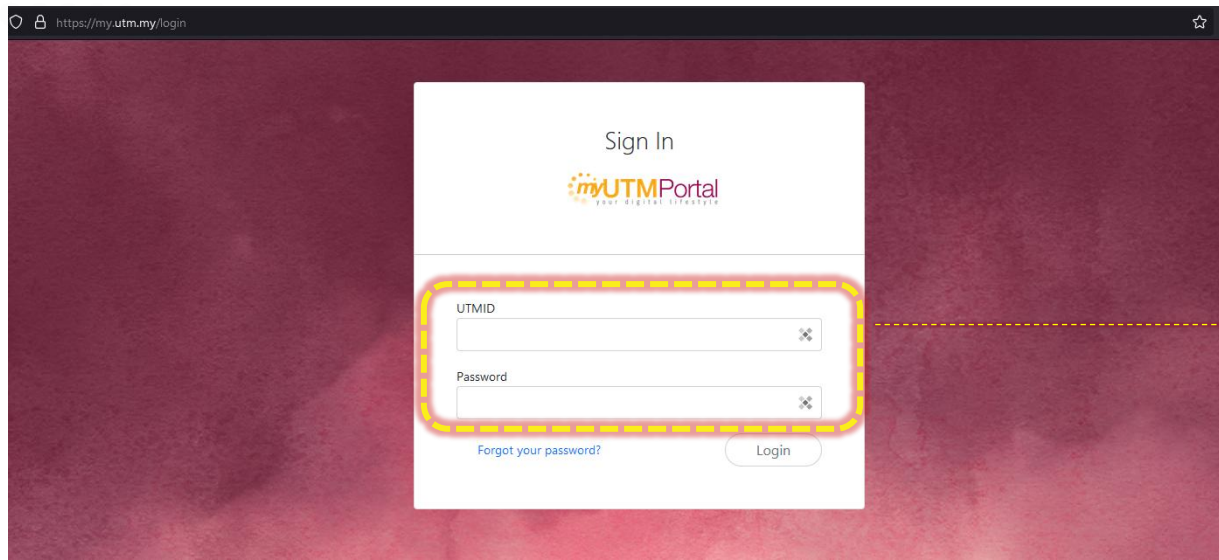 https://my.utm.my/login
Sign In
myUTMPortal
your digital lifestyle
UTMID
Password
Forgot your password?
Login